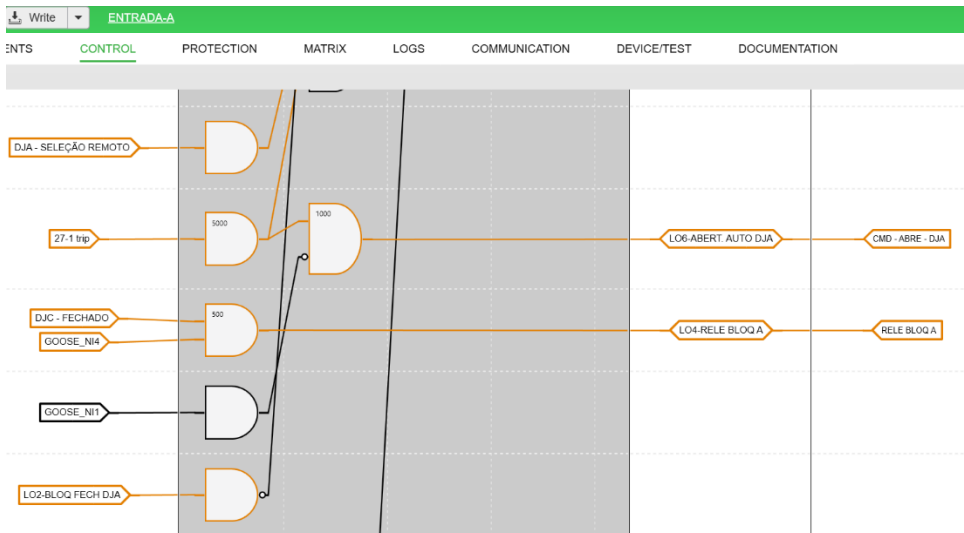 Write
ENTRADA-A
ENTS CONTROL PROTECTION MATRIX LOGS COMMUNICATION DEVICE/TEST DOCUMENTATION
DJA - SELEÇÃO REMOTO
27-1 trip
5000
1000
LO6-ABERT. AUTO DJA
CMD - ABRE - DJA
DJC - FECHADO
GOOSE_NI4
500
LO4-RELE BLOQ A
RELE BLOQ A
GOOSE_NI1
LO2-BLOQ FECH DJA